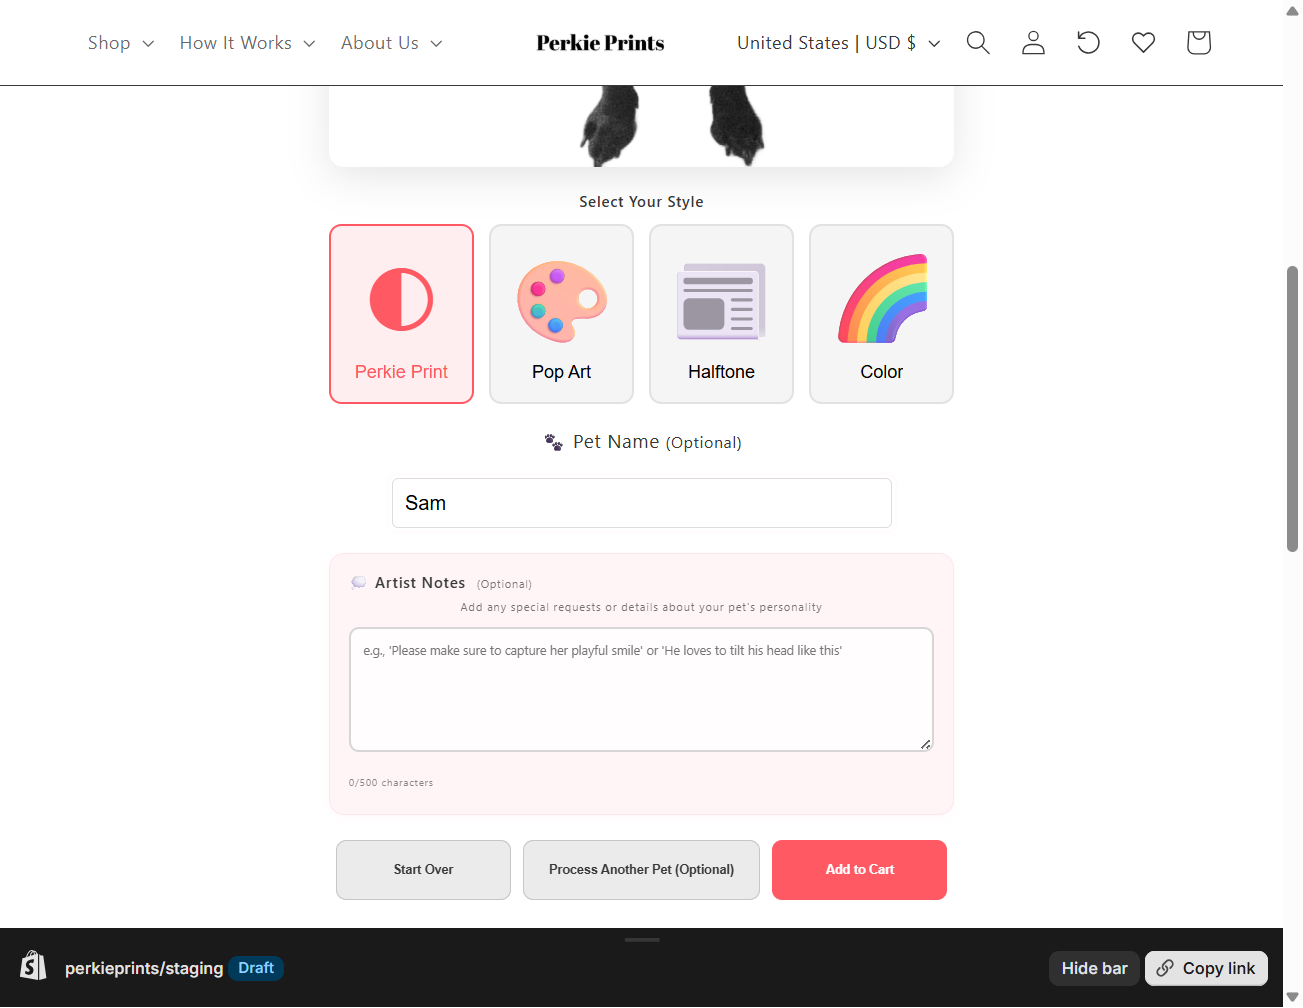 Shop
How It Works
About Us
Perkie Prints
United States | USD $
Select Your Style
Perkie Print
Pop Art
Halftone
Color
Pet Name (Optional)
Sam
Artist Notes (Optional)
Add any special requests or details about your pet's personality
e.g., 'Please make sure to capture her playful smile' or 'He loves to tilt his head like this'
0/500 characters
Start Over
Process Another Pet (Optional)
Add to Cart
perkieprints/staging
Draft
Hide bar
Copy link